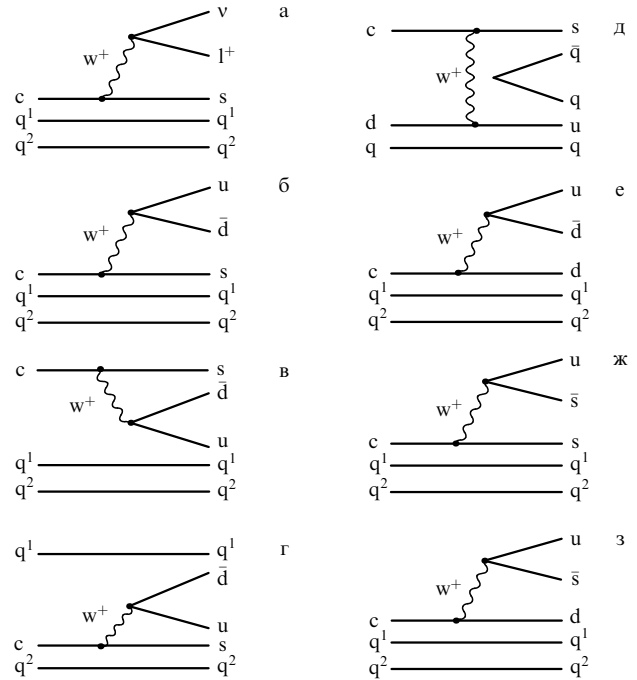 ν а
w⁺ l⁺
c s
q¹ q¹
q² q²
u б
w⁺ d̄
c s
q¹ q¹
q² q²
c s в
w⁺ d̄
u
q¹ q¹
q² q²
q¹ q¹ г
d̄
w⁺ u
c s
q² q²
c s д
q̄
w⁺
q
d u
q q
u е
w⁺ d̄
c d
q¹ q¹
q² q²
u ж
w⁺ s̄
c s
q¹ q¹
q² q²
u з
w⁺ s̄
c d
q¹ q¹
q² q²